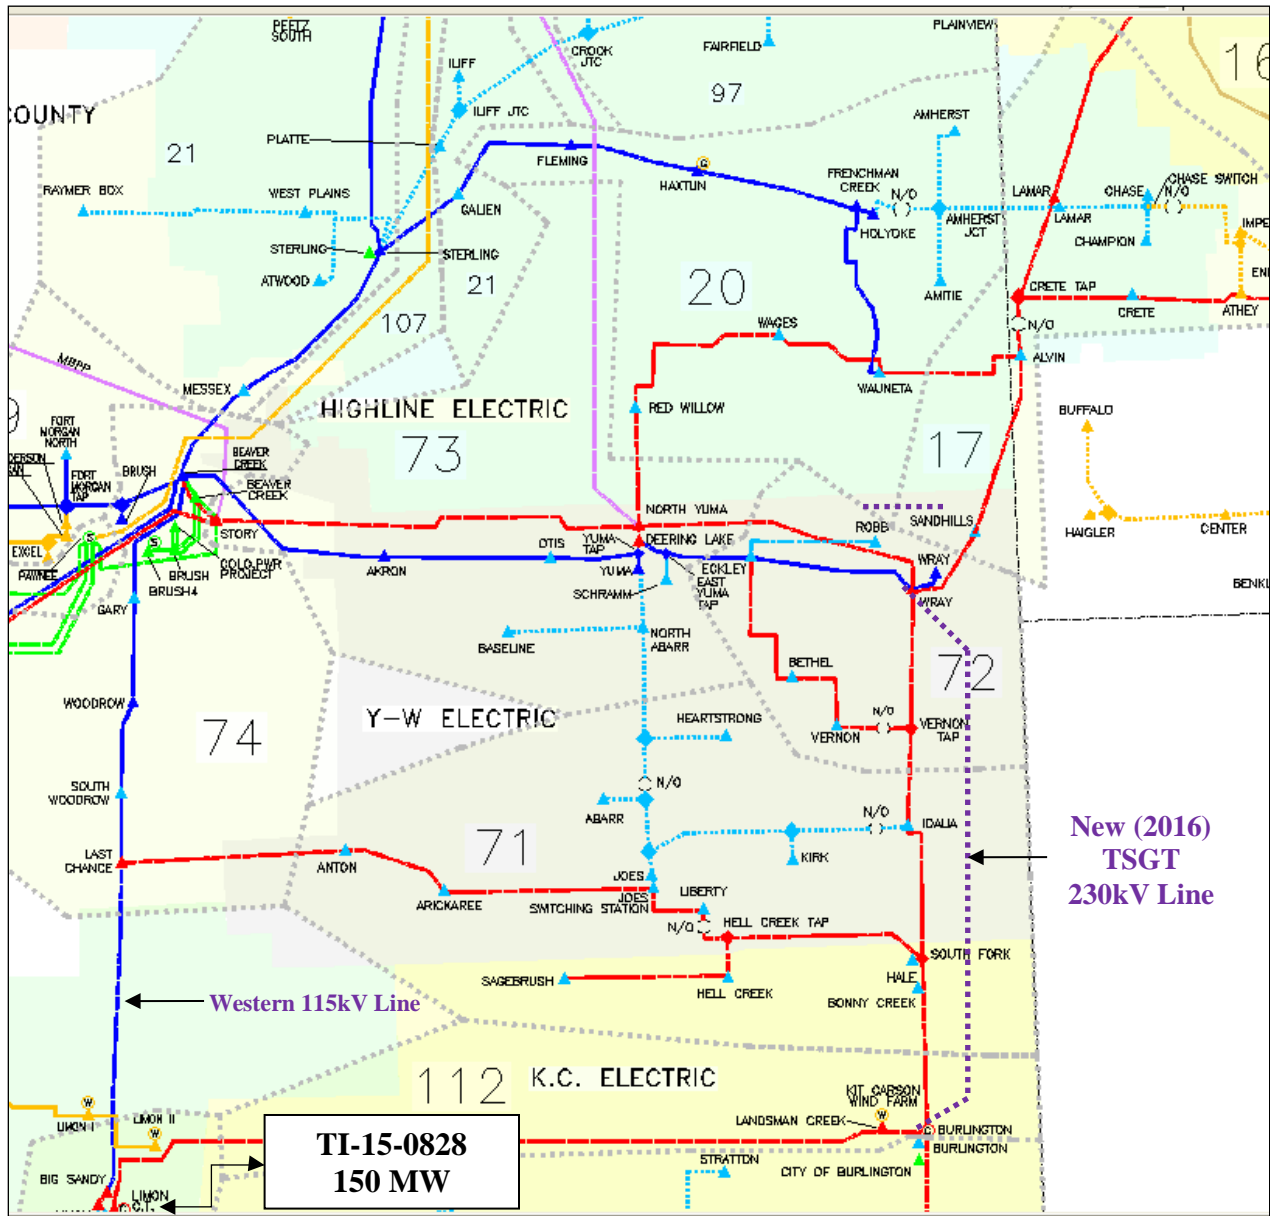 PEETZ
SOUTH
COUNTY
21
ILIFF
ILIFF JTC
PLATTE
CROOK
JTC
FAIRFIELD
97
PLAINVIEW
16
AMHERST
RAYMER BOX
WEST PLAINS
FLEMING
HAXTUN
G
FRENCHMAN
CREEK
N/O
HOLYOKE
AMHERST
JCT
LAMAR
LAMAR
CHASE
CHASE SWITCH
N/O
CHAMPION
IMPE
GALIEN
STERLING
STERLING
ATWOOD
21
107
20
AMITIE
CRETE TAP
CRETE
ATHEY
N/O
ALVIN
WAGES
WAUNETA
MBPP
MESSEX
HIGHLINE ELECTRIC
73
RED WILLOW
17
BUFFALO
HAIGLER
CENTER
BENKL
9
FORT
MORGAN
NORTH
FORT
MORGAN
TAP
BRUSH
BEAVER
CREEK
BEAVER
CREEK
EXCEL
PAWNEE
S
S
STORY
COLO.PWR
PROJECT
BRUSH
BRUSH4
GARY
AKRON
OTIS
NORTH YUMA
YUMA
TAP
DEERING LAKE
YUMA
SCHRAMM
EAST
YUMA
TAP
ECKLEY
ROBB
SANDHILLS
WRAY
WRAY
BASELINE
NORTH
ABARR
BETHEL
72
WOODROW
74
Y-W ELECTRIC
HEARTSTRONG
VERNON
N/O
VERNON
TAP
SOUTH
WOODROW
N/O
ABARR
N/O
IDALIA
KIRK
New (2016)
TSGT
230kV Line
71
LAST
CHANCE
ANTON
ARICKAREE
JOES
JOES
SWITCHING STATION
LIBERTY
N/O
HELL CREEK TAP
SOUTH FORK
HALE
SAGEBRUSH
HELL CREEK
BONNY CREEK
Western 115kV Line
112
K.C. ELECTRIC
W
LIMON I
LIMON II
W
KIT CARSON
WIND FARM
W
LANDSMAN CREEK
BURLINGTON
BURLINGTON
CITY OF BURLINGTON
STRATTON
TI-15-0828
150 MW
BIG SANDY
LIMON
C.T.